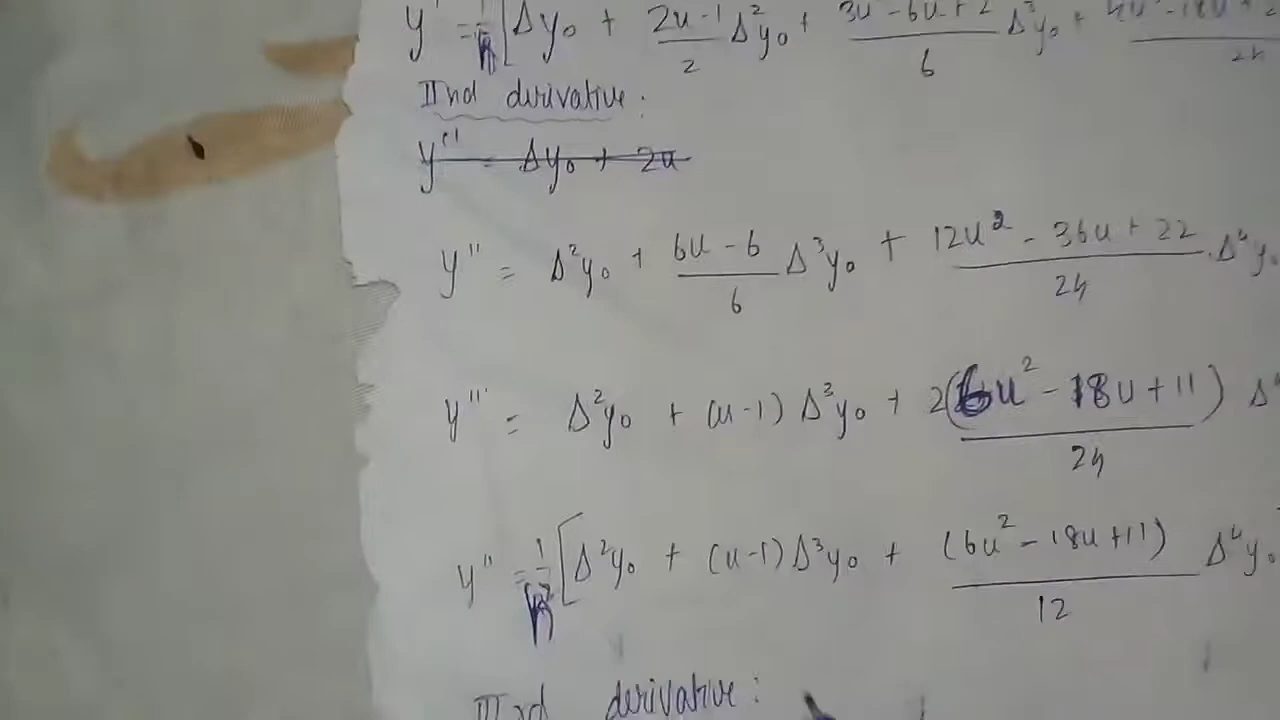 y' = 1/h [Δy₀ + 2u-1/2 Δ²y₀ + 3u²-6u+2/6 Δ³y₀ +
IInd derivative :
y'' = Δy₀ + 2u
y'' = Δ²y₀ + 6u - 6/6 Δ³y₀ + 12u² - 36u + 22/24 Δ⁴y₀
y'' = Δ²y₀ + (u-1) Δ³y₀ + 2(6u² - 18u + 11)/24 Δ⁴
y'' = 1/h² [Δ²y₀ + (u-1) Δ³y₀ + (6u² - 18u + 11)/12 Δ⁴y₀
IIIrd derivative :